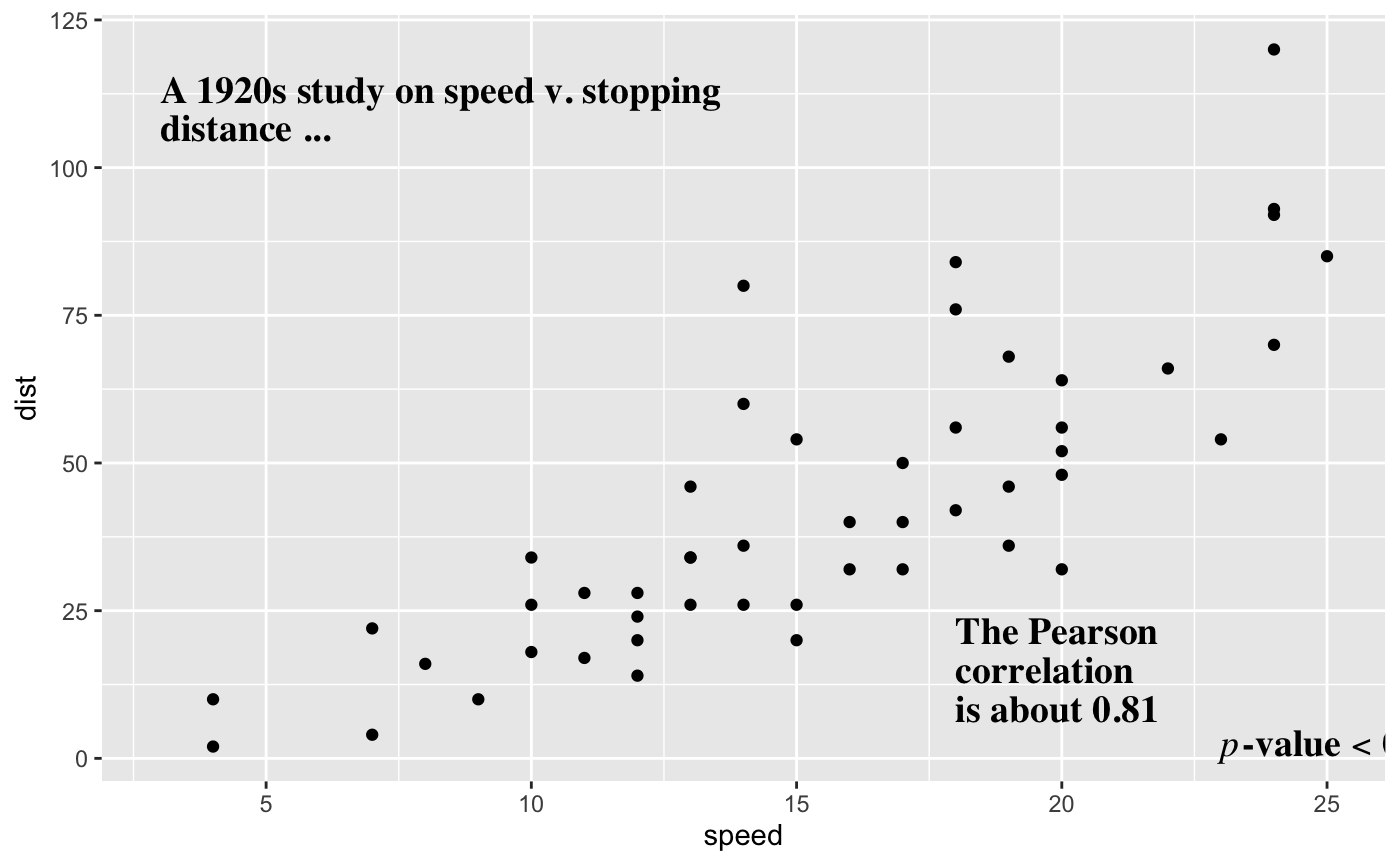 125
100
75
50
25
0
dist
A 1920s study on speed v. stopping
distance ...
The Pearson
correlation
is about 0.81
p-value <
5
10
15
20
25
speed